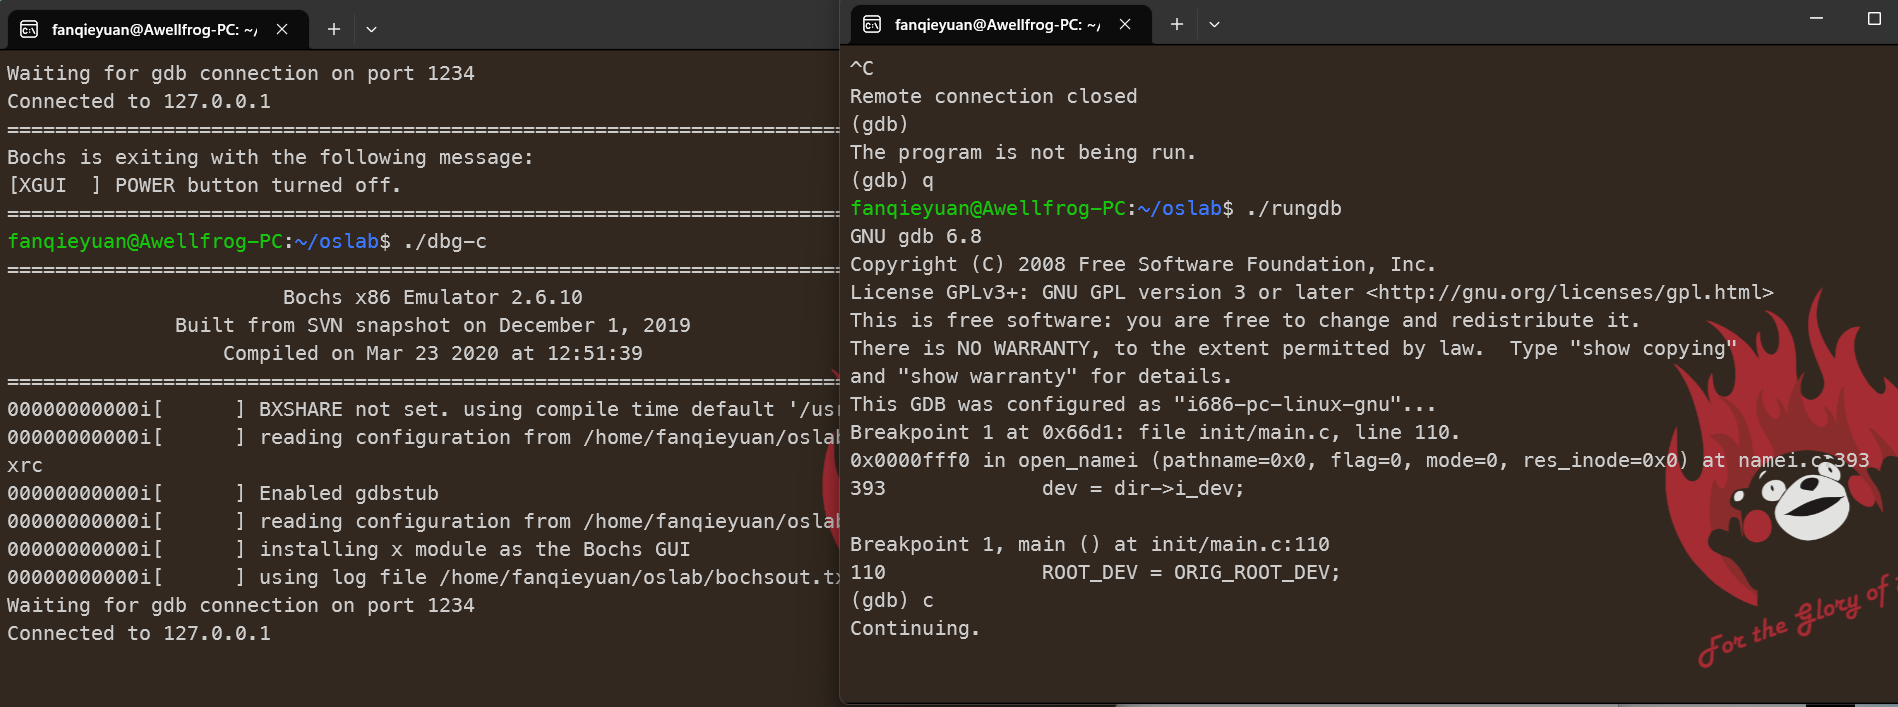 fanqieyuan@Awellfrog-PC: ~/
Waiting for gdb connection on port 1234
Connected to 127.0.0.1
========================================================================
Bochs is exiting with the following message:
[XGUI  ] POWER button turned off.
========================================================================
fanqieyuan@Awellfrog-PC:~/oslab$ ./dbg-c
========================================================================
Bochs x86 Emulator 2.6.10
Built from SVN snapshot on December 1, 2019
Compiled on Mar 23 2020 at 12:51:39
========================================================================
00000000000i[      ] BXSHARE not set. using compile time default '/usr
00000000000i[      ] reading configuration from /home/fanqieyuan/oslab
xrc
00000000000i[      ] Enabled gdbstub
00000000000i[      ] reading configuration from /home/fanqieyuan/oslab
00000000000i[      ] installing x module as the Bochs GUI
00000000000i[      ] using log file /home/fanqieyuan/oslab/bochsout.tx
Waiting for gdb connection on port 1234
Connected to 127.0.0.1
fanqieyuan@Awellfrog-PC: ~/
^C
Remote connection closed
(gdb)
The program is not being run.
(gdb) q
fanqieyuan@Awellfrog-PC:~/oslab$ ./rungdb
GNU gdb 6.8
Copyright (C) 2008 Free Software Foundation, Inc.
License GPLv3+: GNU GPL version 3 or later <http://gnu.org/licenses/gpl.html>
This is free software: you are free to change and redistribute it.
There is NO WARRANTY, to the extent permitted by law.  Type "show copying"
and "show warranty" for details.
This GDB was configured as "i686-pc-linux-gnu"...
Breakpoint 1 at 0x66d1: file init/main.c, line 110.
0x0000fff0 in open_namei (pathname=0x0, flag=0, mode=0, res_inode=0x0) at namei.c:393
393             dev = dir->i_dev;
Breakpoint 1, main () at init/main.c:110
110             ROOT_DEV = ORIG_ROOT_DEV;
(gdb) c
Continuing.
For the Glory of